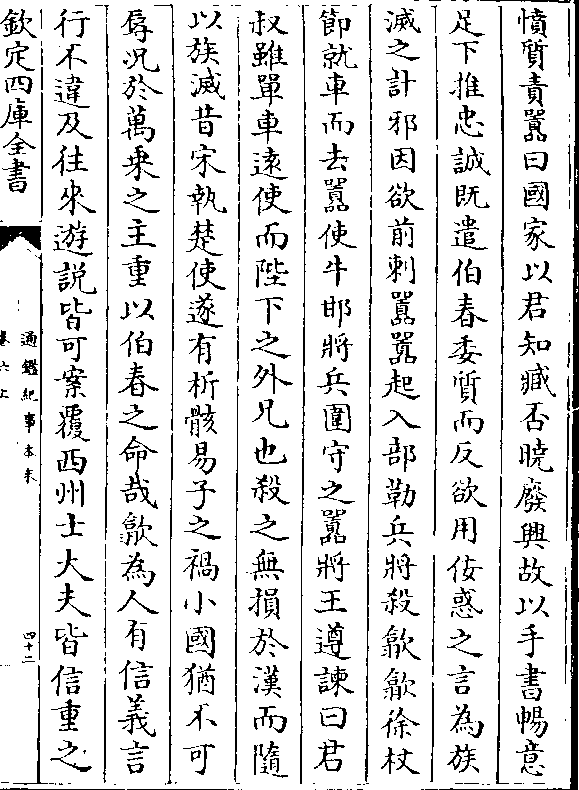 憤質責囂曰國家以君知臧否曉廢興故以手書暢意
足下推忠誠既遣伯春委質而反欲用佞惑之言為族
滅之計邪因欲前刺囂囂起入部勒兵將殺歙歙徐杖
節就車而去囂使牛邯將兵圍守之囂將王遵諫曰君
叔雖單車遠使而陛下之外兄也殺之無損於漢而隨
以族滅昔宋執楚使遂有析骸易子之禍小國猶不可
辱況於萬乗之主重以伯春之命哉歙為人有信義言
行不違及往來遊説皆可案覆西州士大夫皆信重之
欽定四庫全書
通鑑紀事本末
卷六上
四十二